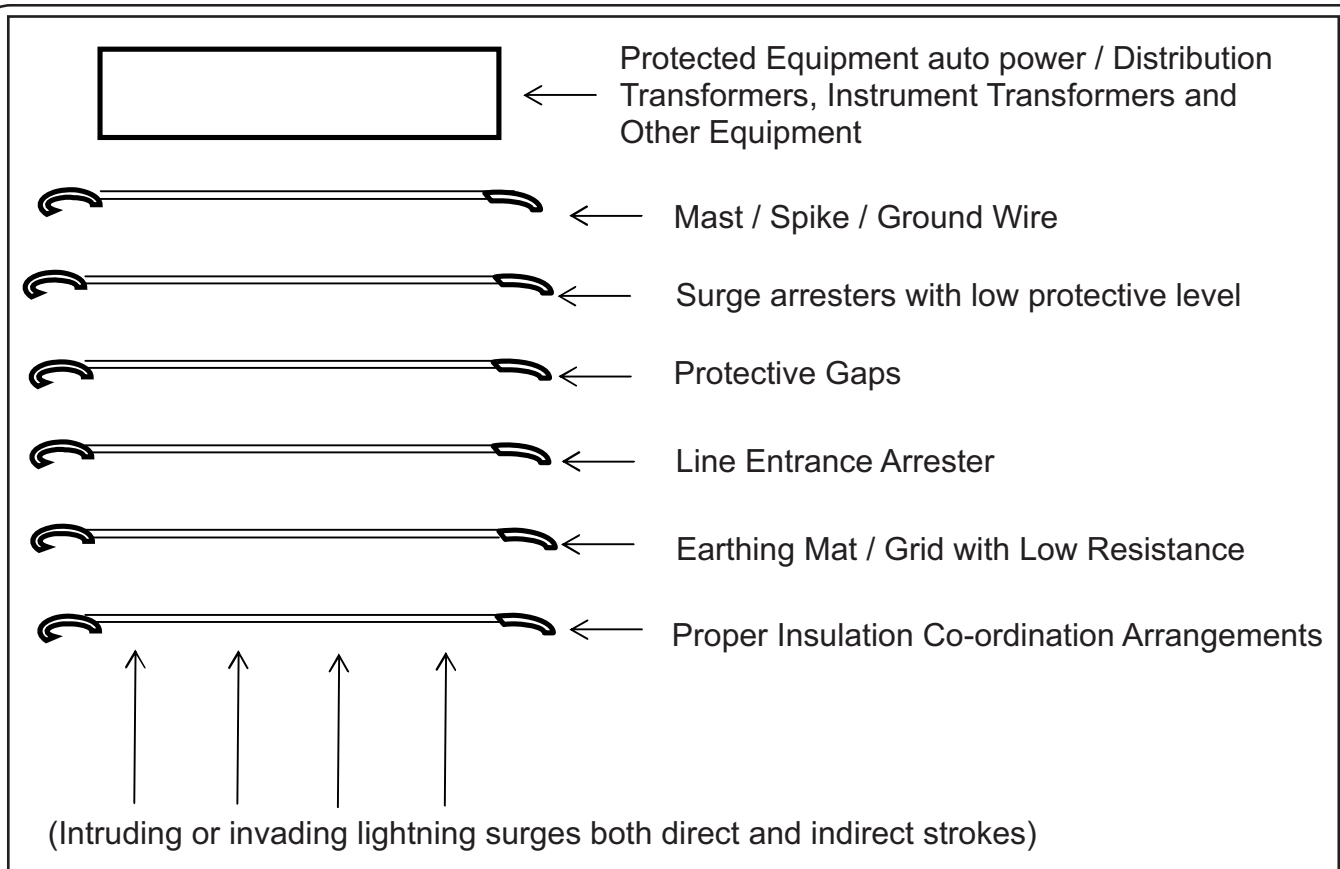 Protected Equipment auto power / Distribution
Transformers, Instrument Transformers and
Other Equipment
Mast / Spike / Ground Wire
Surge arresters with low protective level
Protective Gaps
Line Entrance Arrester
Earthing Mat / Grid with Low Resistance
Proper Insulation Co-ordination Arrangements
(Intruding or invading lightning surges both direct and indirect strokes)